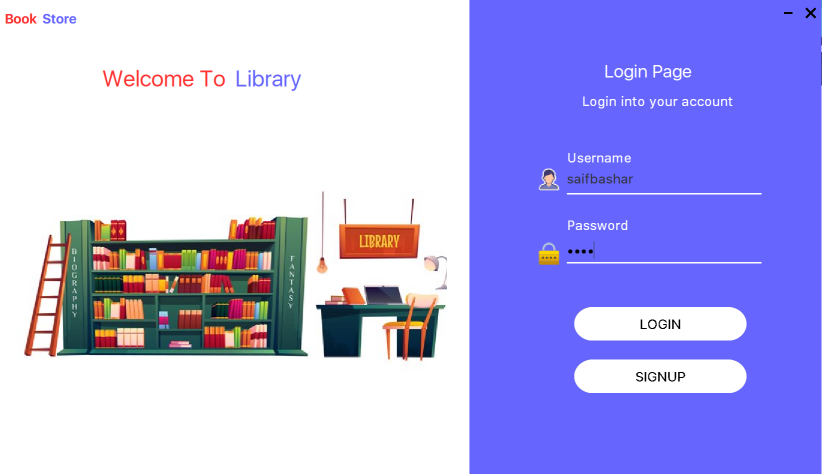 Book Store
Welcome To Library
BIOGRAPHY
FANTASY
LIBRARY
Login Page
Login into your account
Username
saifbashar
Password
••••
LOGIN
SIGNUP